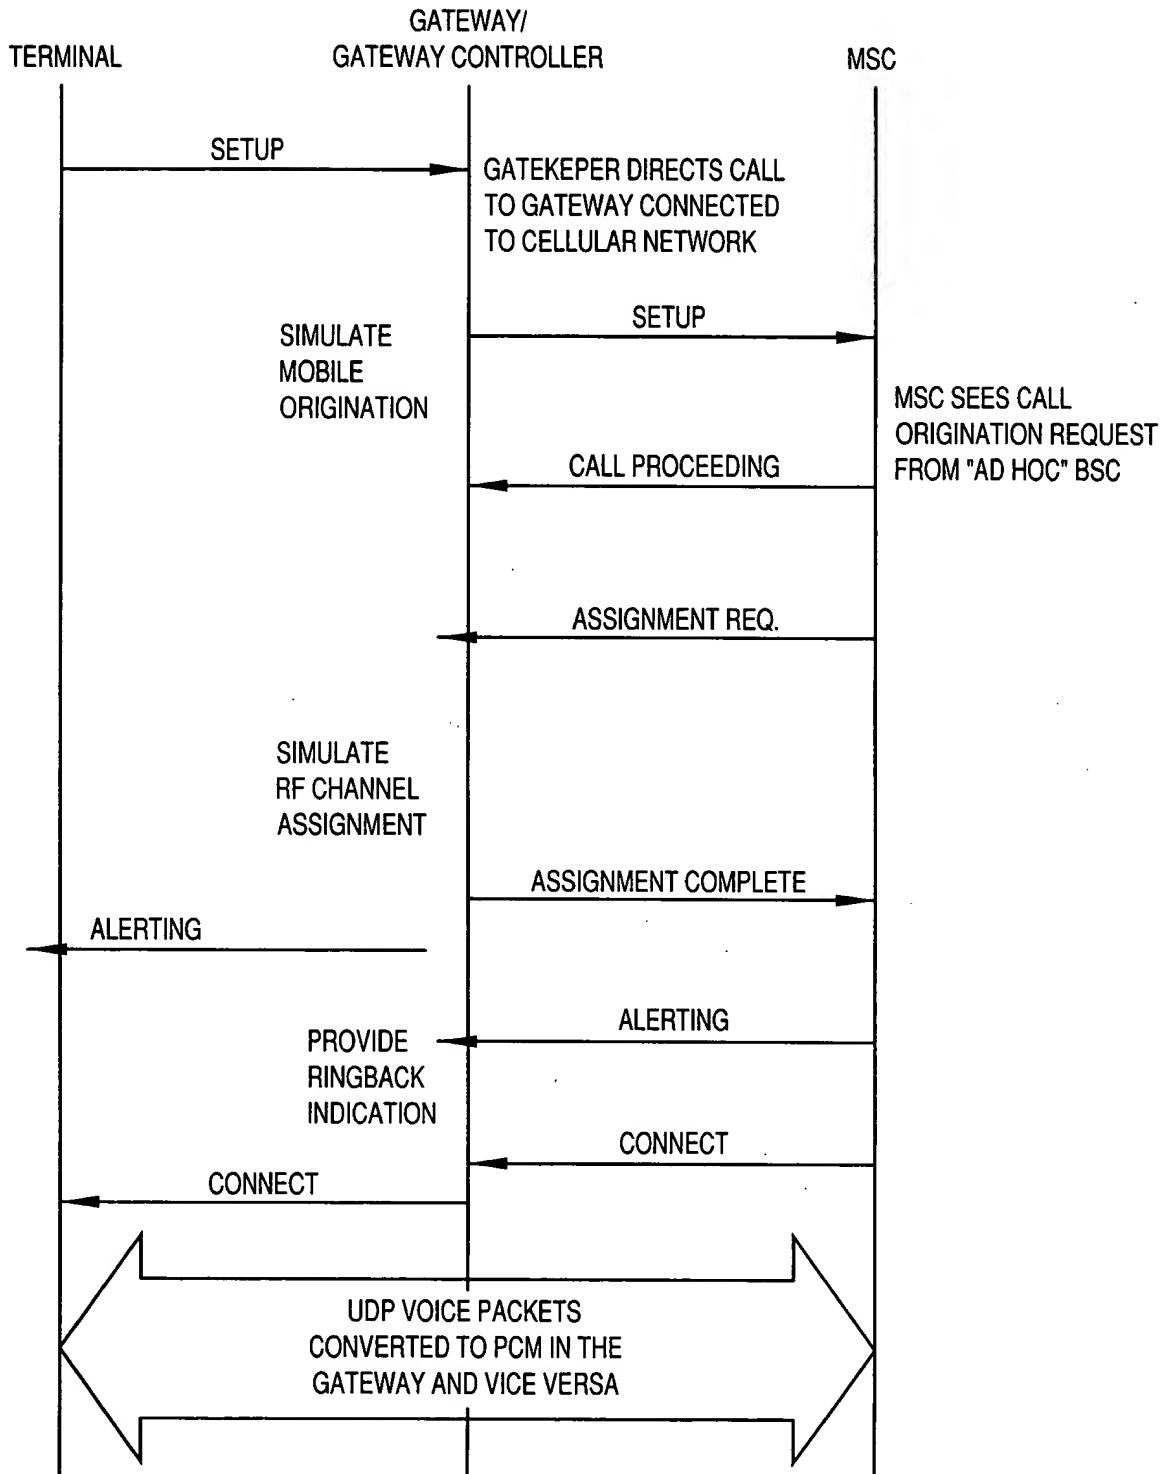 GATEWAY/
TERMINAL
GATEWAY CONTROLLER
MSC
SETUP
GATEKEPER DIRECTS CALL
TO GATEWAY CONNECTED
TO CELLULAR NETWORK
SETUP
SIMULATE
MOBILE
ORIGINATION
MSC SEES CALL
ORIGINATION REQUEST
FROM "AD HOC" BSC
CALL PROCEEDING
ASSIGNMENT REQ.
SIMULATE
RF CHANNEL
ASSIGNMENT
ASSIGNMENT COMPLETE
ALERTING
ALERTING
PROVIDE
RINGBACK
INDICATION
CONNECT
CONNECT
UDP VOICE PACKETS
CONVERTED TO PCM IN THE
GATEWAY AND VICE VERSA